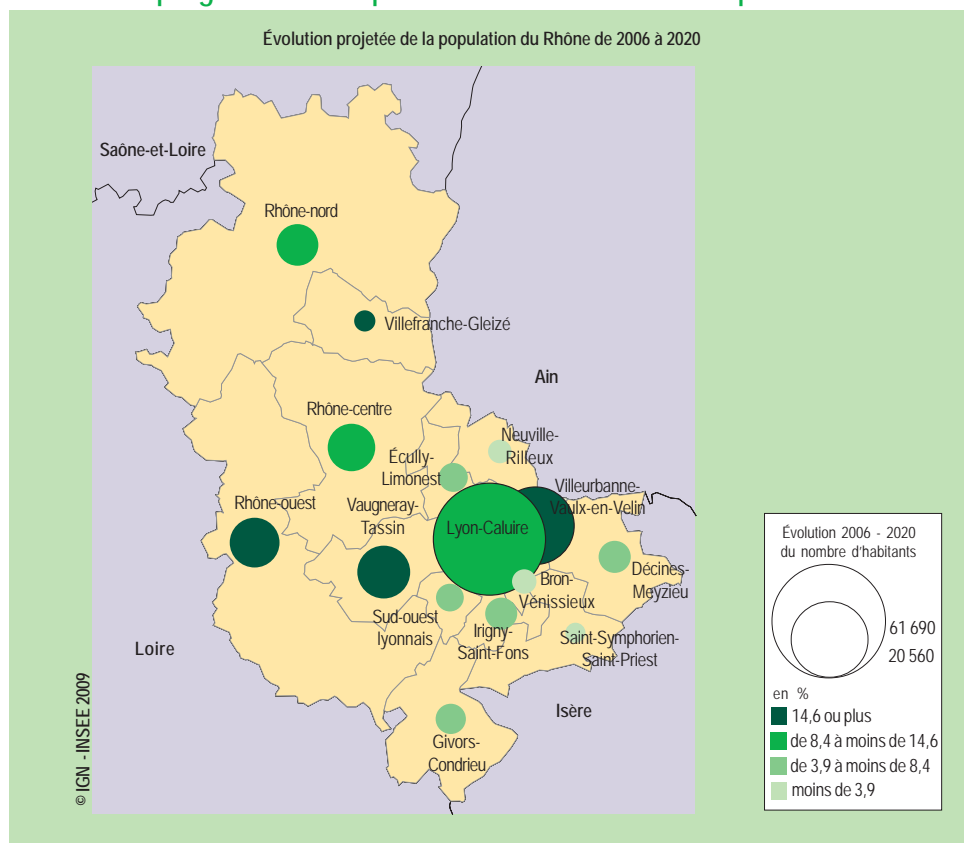 Évolution projetée de la population du Rhône de 2006 à 2020
Saône-et-Loire
Rhône-nord
Villefranche-Gleizé
Ain
Rhône-centre
Neuville-
Rilleux
Écully-
Limonest
Villeurbanne-
Vaulx-en-Velin
Rhône-ouest
Vaugneray-
Tassin
Lyon-Caluire
Décines-
Meyzieu
Bron-
Vénissieux
Sud-ouest
lyonnais
Irigny-
Saint-Fons
Saint-Symphorien-
Saint-Priest
Loire
Isère
Givors-
Condrieu
© IGN - INSEE 2009
Évolution 2006 - 2020
du nombre d'habitants
61 690
20 560
en %
14,6 ou plus
de 8,4 à moins de 14,6
de 3,9 à moins de 8,4
moins de 3,9